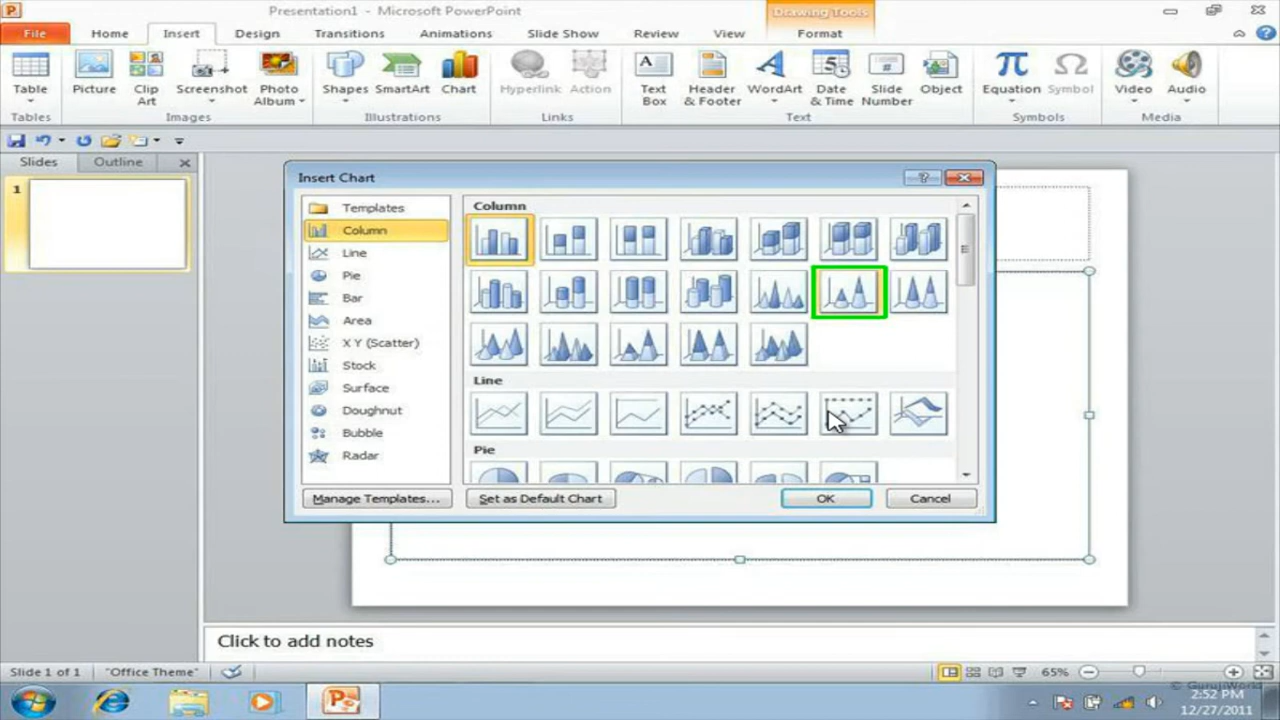 Presentation1 - Microsoft PowerPoint
Drawing Tools
File Home Insert Design Transitions Animations Slide Show Review View Format
Table Picture Clip Art Screenshot Photo Album Shapes SmartArt Chart Hyperlink Action Text Box Header & Footer WordArt Date & Time Slide Number Object Equation Symbol Video Audio
Tables Images Illustrations Links Text Symbols Media
Slides Outline
1
Insert Chart
Templates
Column
Line
Pie
Bar
Area
X Y (Scatter)
Stock
Surface
Doughnut
Bubble
Radar
Column
Line
Pie
Manage Templates... Set as Default Chart OK Cancel
Click to add notes
Slide 1 of 1 "Office Theme" 65%
© GurujiWorld
2:52 PM
12/27/2011